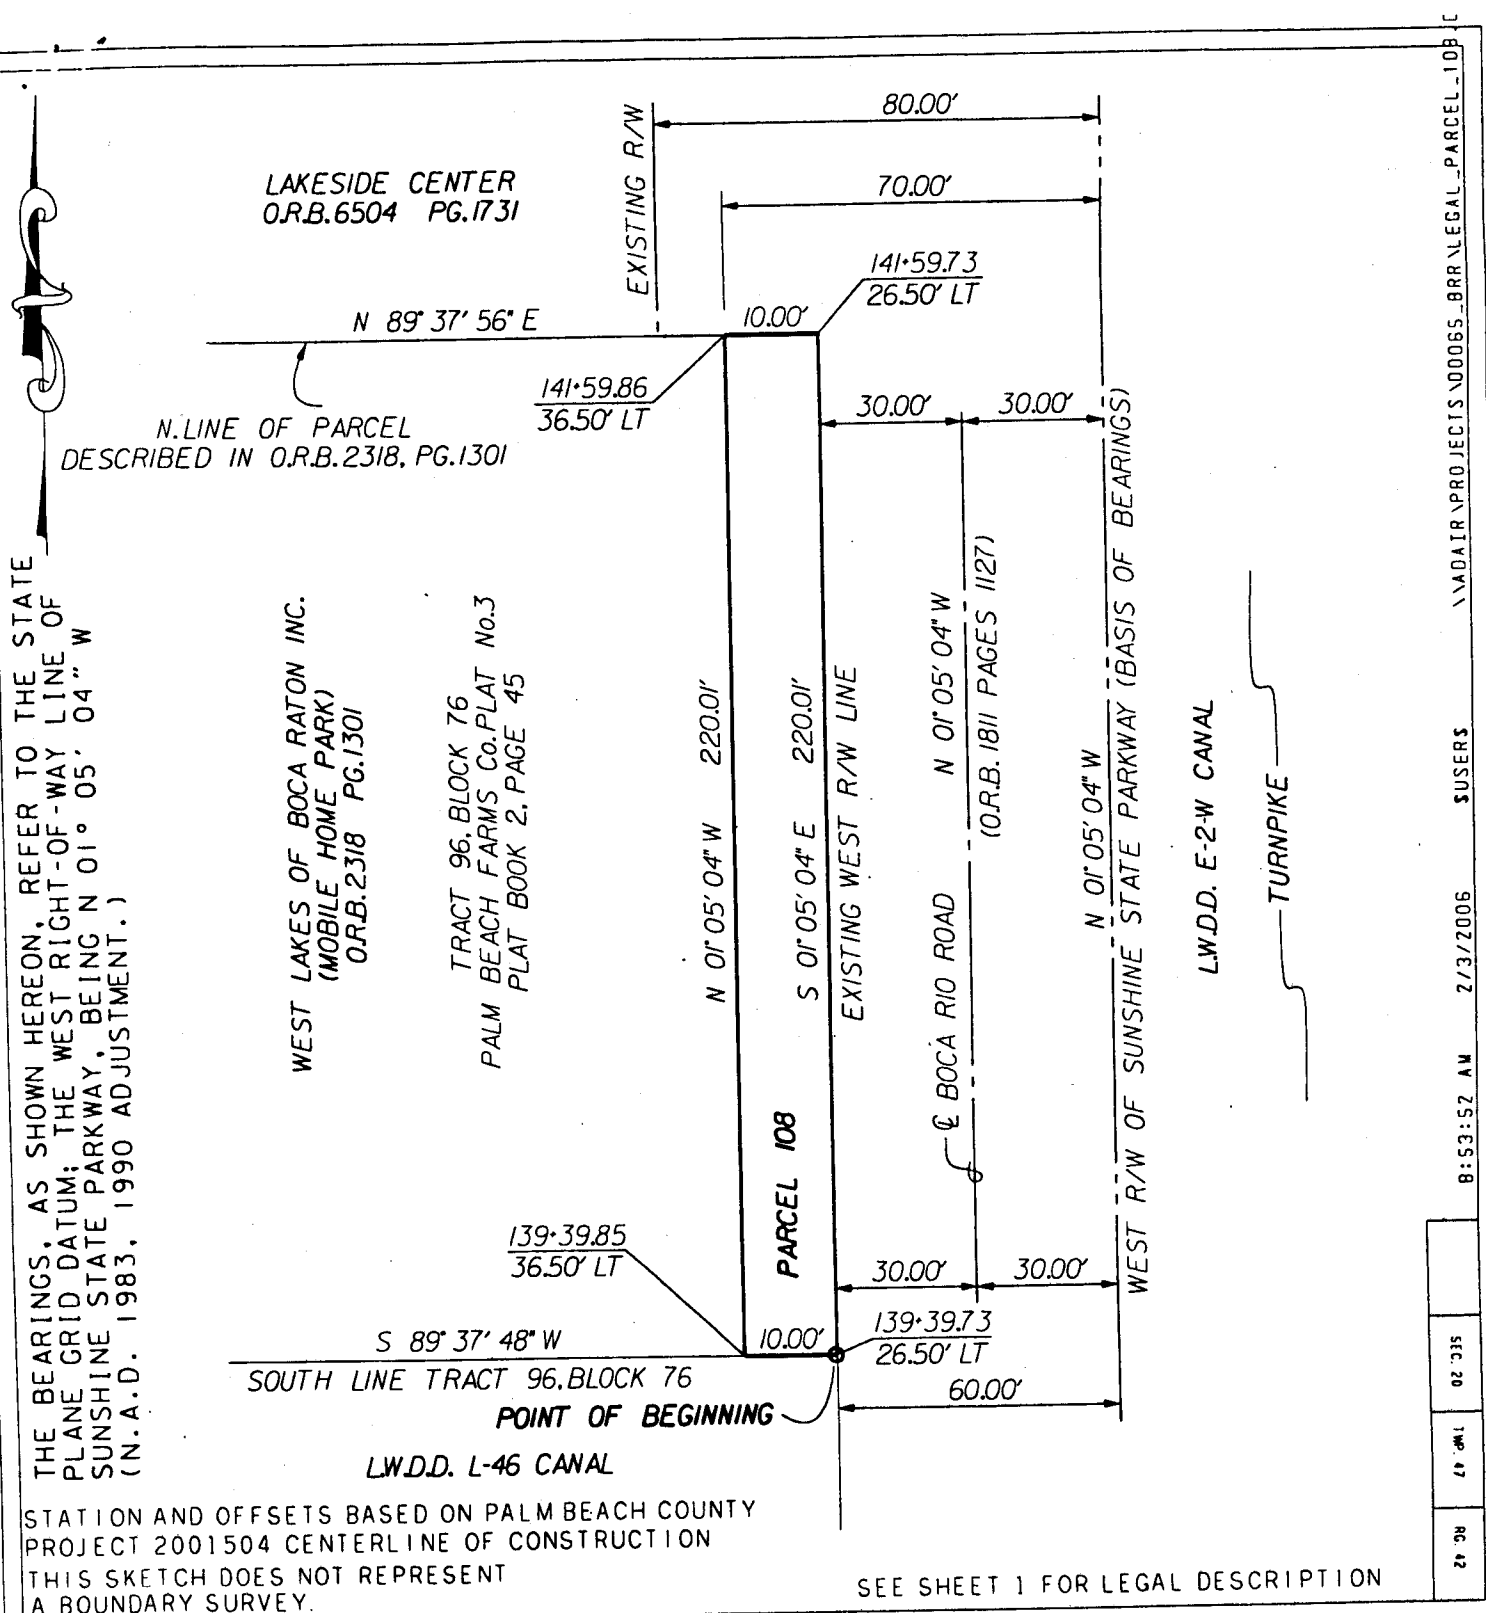 80.00'
EXISTING R/W
LAKESIDE CENTER
O.R.B. 6504 PG. 1731
70.00'
141+59.73
26.50' LT
N 89° 37' 56" E
10.00'
141+59.86
36.50' LT
30.00'
30.00'
N. LINE OF PARCEL
DESCRIBED IN O.R.B. 2318, PG. 1301
THE BEARINGS, AS SHOWN HEREON, REFER TO THE STATE
PLANE GRID DATUM; THE WEST RIGHT-OF-WAY LINE OF
SUNSHINE STATE PARKWAY, BEING N 01° 05' 04" W
(N.A.D. 1983, 1990 ADJUSTMENT.)
WEST LAKES OF BOCA RATON INC.
(MOBILE HOME PARK)
O.R.B. 2318 PG. 1301
TRACT 96, BLOCK 76
PALM BEACH FARMS Co. PLAT No. 3
PLAT BOOK 2, PAGE 45
N 01° 05' 04" W 220.01'
S 01° 05' 04" E 220.01'
EXISTING WEST R/W LINE
PARCEL 108
℄ BOCA RIO ROAD N 01° 05' 04" W
(O.R.B. 1811 PAGES 1127)
N 01° 05' 04" W
WEST R/W OF SUNSHINE STATE PARKWAY (BASIS OF BEARINGS)
L.W.D.D. E-2-W CANAL
TURNPIKE
139+39.85
36.50' LT
30.00'
30.00'
S 89° 37' 48" W
10.00'
139+39.73
26.50' LT
SOUTH LINE TRACT 96, BLOCK 76
60.00'
POINT OF BEGINNING
L.W.D.D. L-46 CANAL
STATION AND OFFSETS BASED ON PALM BEACH COUNTY
PROJECT 2001504 CENTERLINE OF CONSTRUCTION
THIS SKETCH DOES NOT REPRESENT
A BOUNDARY SURVEY.
SEE SHEET 1 FOR LEGAL DESCRIPTION
8:53:52 AM 2/3/2006 $USERS \\ADAIR\PROJECTS\00065_BRR\LEGAL_PARCEL_108
SEC. 20
TWP. 47
RG. 42